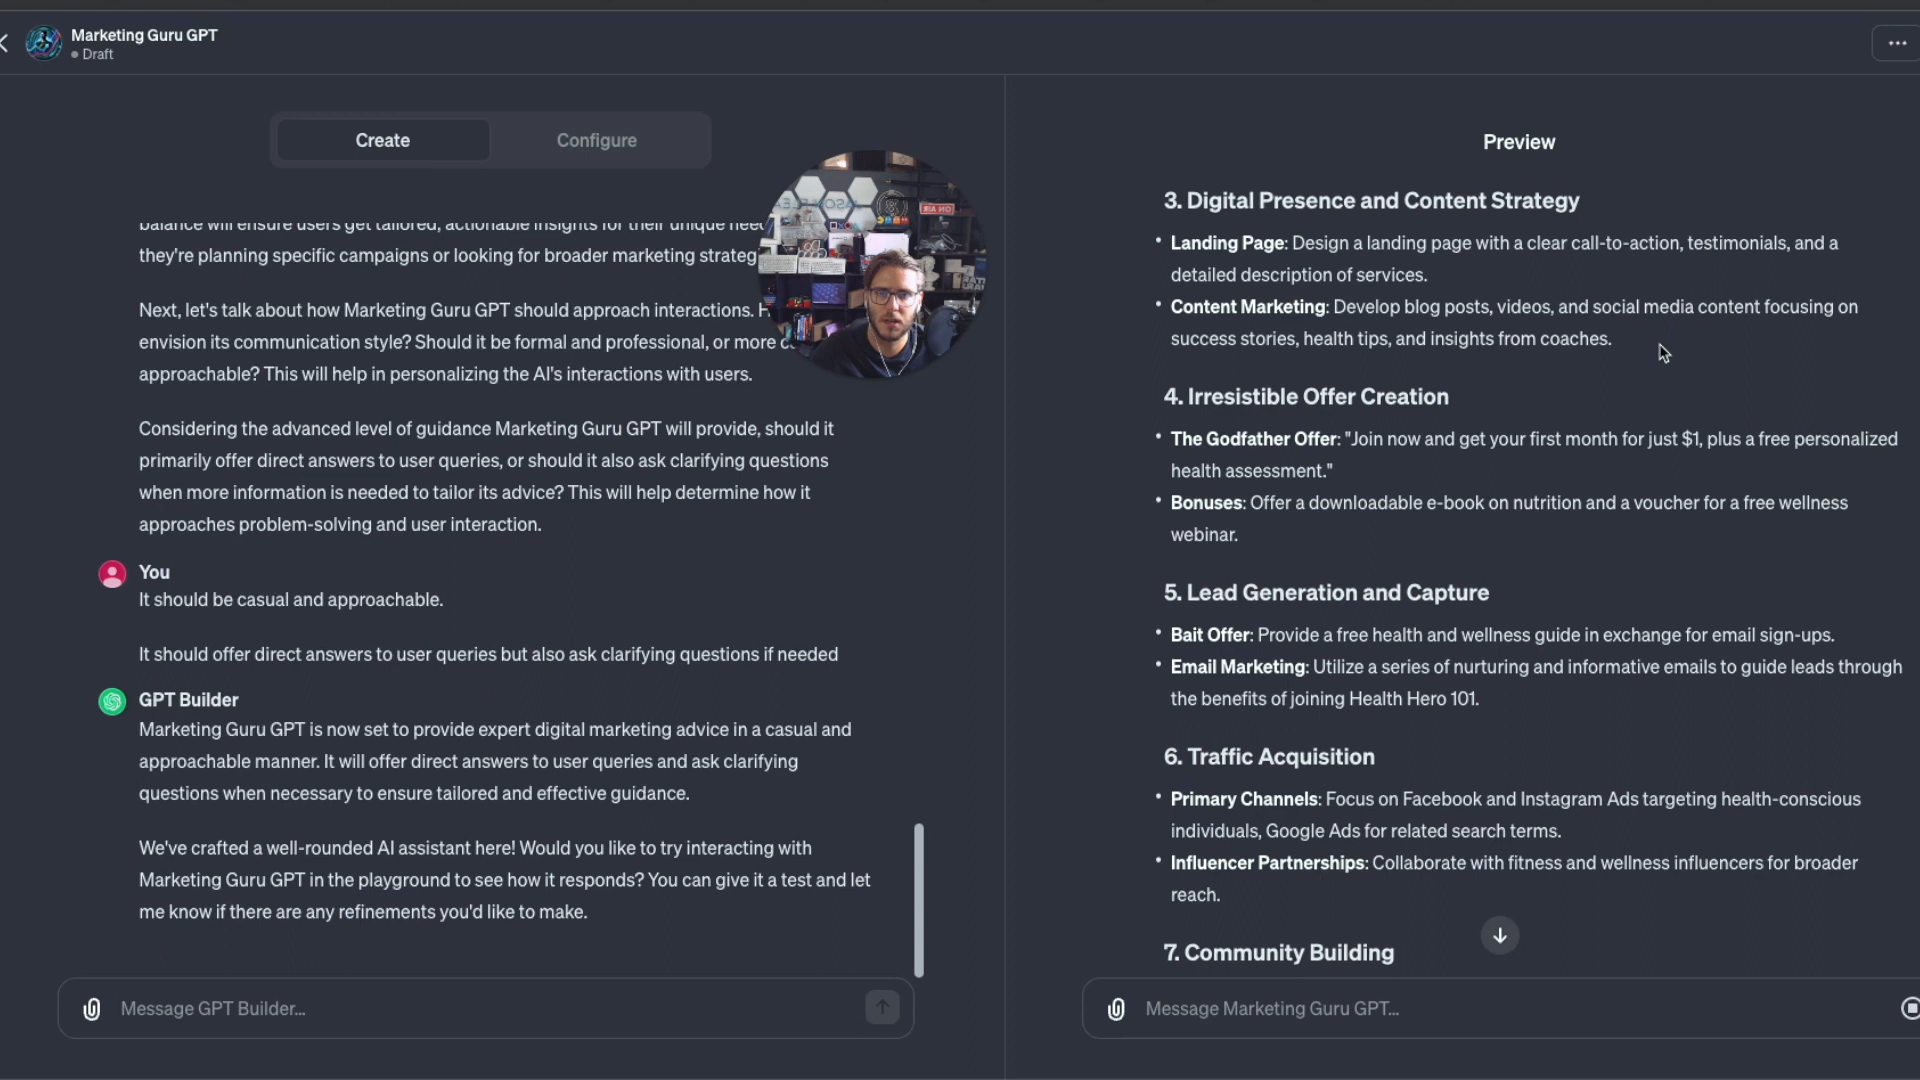 Marketing Guru GPT
Draft
Create
Configure
they're planning specific campaigns or looking for broader marketing
Next, let's talk about how Marketing Guru GPT should approach interactions.
envision its communication style? Should it be formal and professional, or more
approachable? This will help in personalizing the AI's interactions with users.
Considering the advanced level of guidance Marketing Guru GPT will provide, should it
primarily offer direct answers to user queries, or should it also ask clarifying questions
when more information is needed to tailor its advice? This will help determine how it
approaches problem-solving and user interaction.
You
It should be casual and approachable.
It should offer direct answers to user queries but also ask clarifying questions if needed
GPT Builder
Marketing Guru GPT is now set to provide expert digital marketing advice in a casual and
approachable manner. It will offer direct answers to user queries and ask clarifying
questions when necessary to ensure tailored and effective guidance.
We've crafted a well-rounded AI assistant here! Would you like to try interacting with
Marketing Guru GPT in the playground to see how it responds? You can give it a test and let
me know if there are any refinements you'd like to make.
Message GPT Builder...
Preview
3. Digital Presence and Content Strategy
• Landing Page: Design a landing page with a clear call-to-action, testimonials, and a
detailed description of services.
• Content Marketing: Develop blog posts, videos, and social media content focusing on
success stories, health tips, and insights from coaches.
4. Irresistible Offer Creation
• The Godfather Offer: "Join now and get your first month for just $1, plus a free personalized
health assessment."
• Bonuses: Offer a downloadable e-book on nutrition and a voucher for a free wellness
webinar.
5. Lead Generation and Capture
• Bait Offer: Provide a free health and wellness guide in exchange for email sign-ups.
• Email Marketing: Utilize a series of nurturing and informative emails to guide leads through
the benefits of joining Health Hero 101.
6. Traffic Acquisition
• Primary Channels: Focus on Facebook and Instagram Ads targeting health-conscious
individuals, Google Ads for related search terms.
• Influencer Partnerships: Collaborate with fitness and wellness influencers for broader
reach.
7. Community Building
Message Marketing Guru GPT...